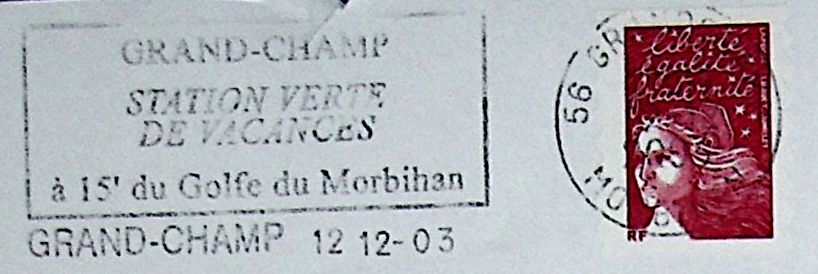 GRAND-CHAMP
STATION VERTE
DE VACANCES
à 15' du Golfe du Morbihan
GRAND-CHAMP 12 12-03
56
liberté
égalité
fraternité
RF